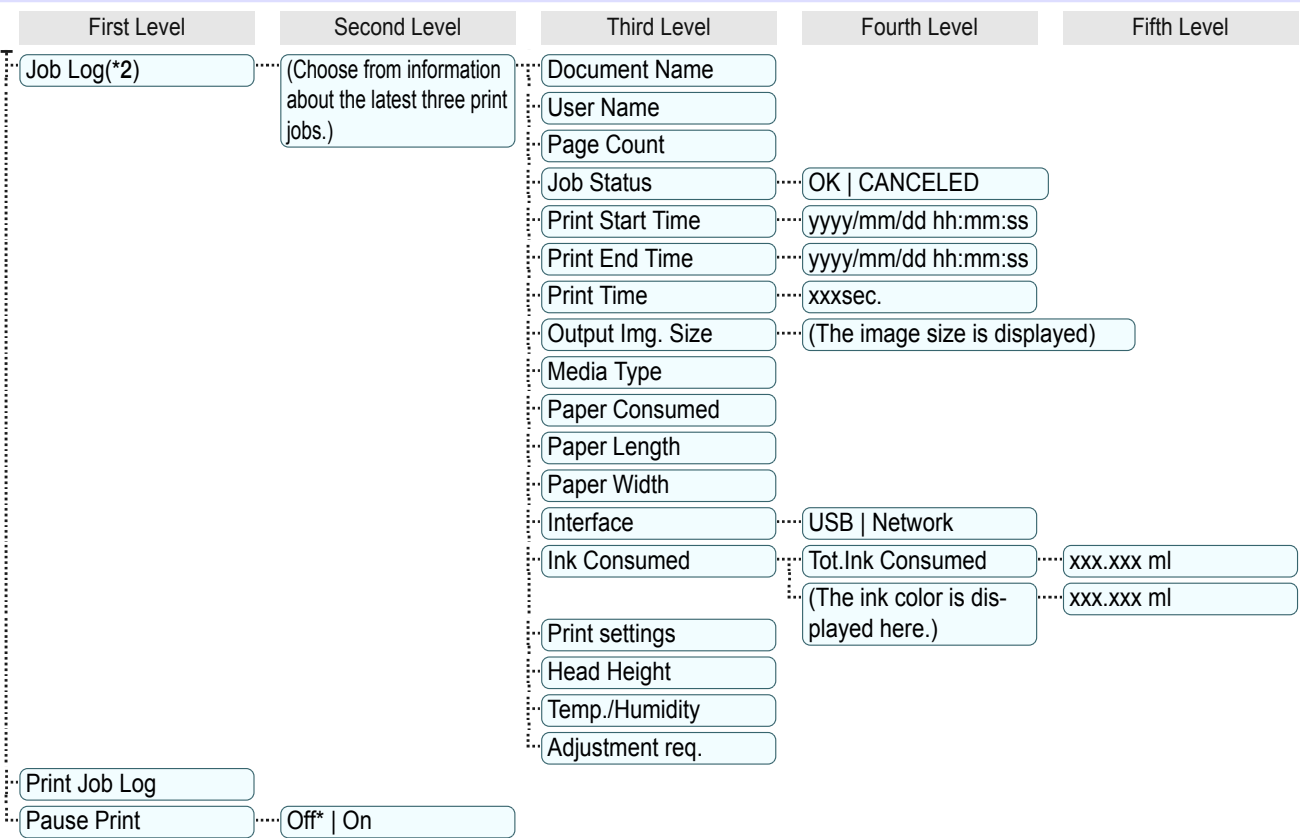 First Level Second Level Third Level Fourth Level Fifth Level
Job Log(*2) (Choose from information Document Name
about the latest three print
jobs.)
User Name
Page Count
Job Status OK | CANCELED
Print Start Time yyyy/mm/dd hh:mm:ss
Print End Time yyyy/mm/dd hh:mm:ss
Print Time xxxsec.
Output Img. Size (The image size is displayed)
Media Type
Paper Consumed
Paper Length
Paper Width
Interface USB | Network
Ink Consumed Tot.Ink Consumed xxx.xxx ml
(The ink color is dis- xxx.xxx ml
played here.)
Print settings
Head Height
Temp./Humidity
Adjustment req.
Print Job Log
Pause Print Off* | On